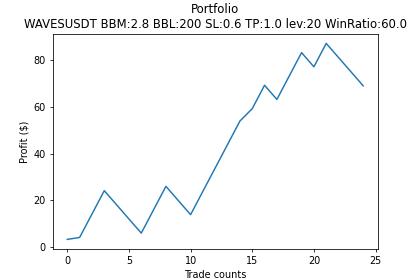 Portfolio
WAVESUSDT BBM:2.8 BBL:200 SL:0.6 TP:1.0 lev:20 WinRatio:60.0
80
60
40
20
0
Profit ($)
0 5 10 15 20 25
Trade counts